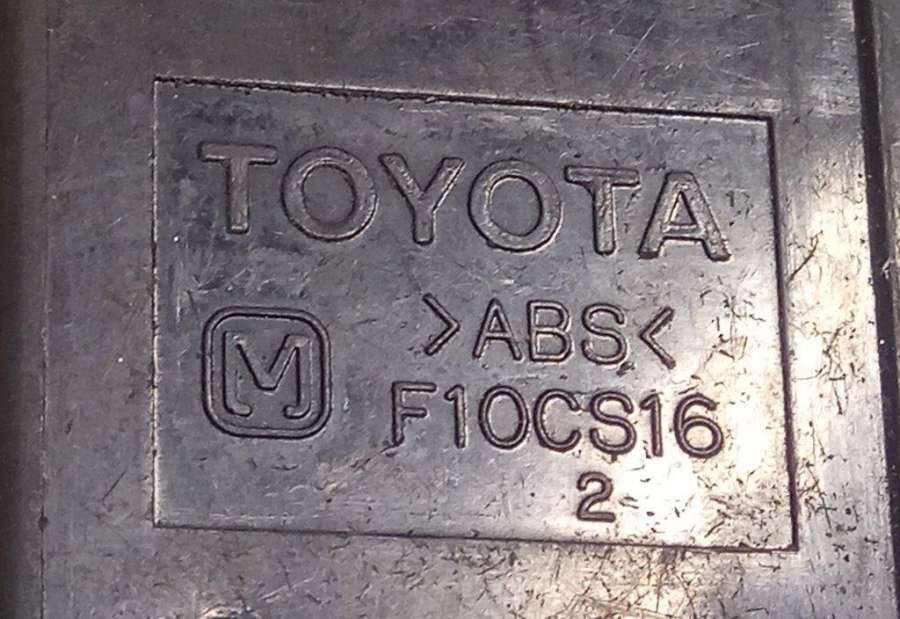 TOYOTA
>ABS<
M
F10CS16
2